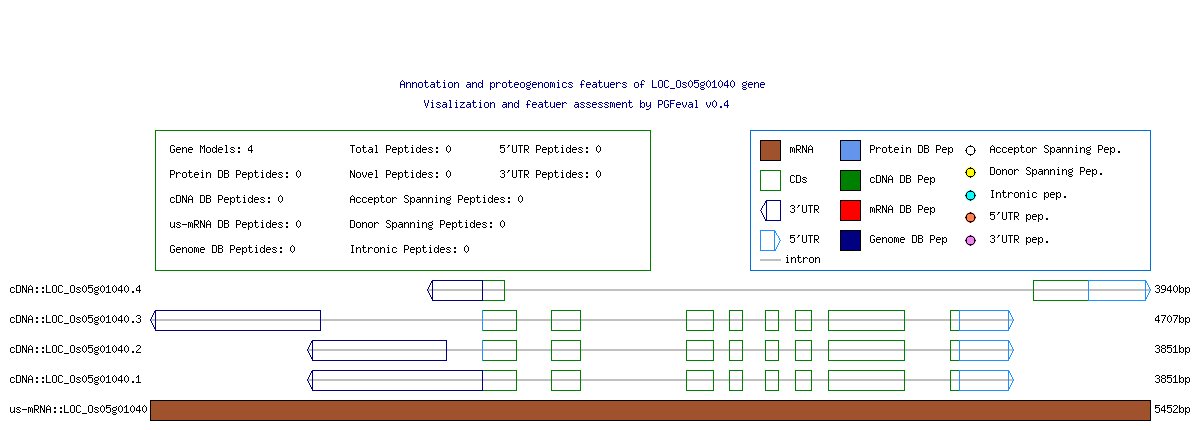 Annotation and proteogenomics featuers of LOC_Os05g01040 gene
Visalization and featuer assessment by PGFeval v0.4
Gene Models: 4 Total Peptides: 0 5'UTR Peptides: 0
Protein DB Peptides: 0 Novel Peptides: 0 3'UTR Peptides: 0
cDNA DB Peptides: 0 Acceptor Spanning Peptides: 0
us-mRNA DB Peptides: 0 Donor Spanning Peptides: 0
Genome DB Peptides: 0 Intronic Peptides: 0
mRNA Protein DB Pep Acceptor Spanning Pep.
CDs cDNA DB Pep Donor Spanning Pep.
3'UTR mRNA DB Pep Intronic pep.
5'UTR Genome DB Pep 5'UTR pep.
intron 3'UTR pep.
cDNA::LOC_Os05g01040.4 3940bp
cDNA::LOC_Os05g01040.3 4707bp
cDNA::LOC_Os05g01040.2 3851bp
cDNA::LOC_Os05g01040.1 3851bp
us-mRNA::LOC_Os05g01040 5452bp